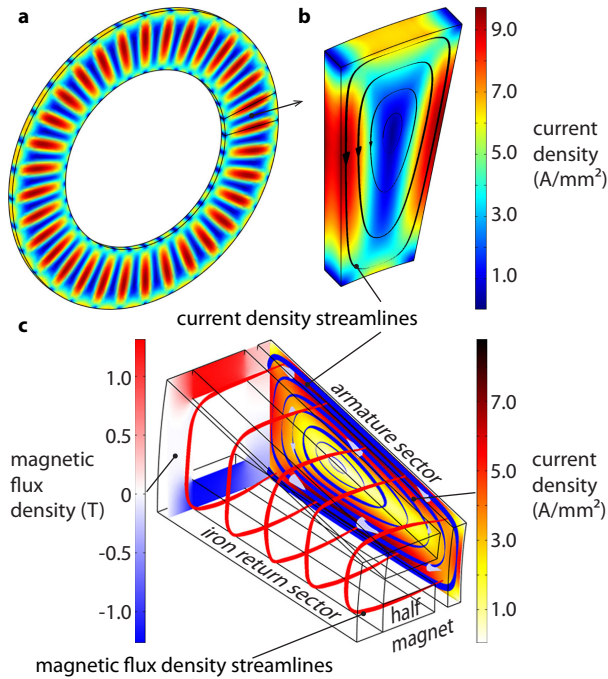 a
b
9.0
7.0
5.0
3.0
1.0
current
density
(A/mm²)
current density streamlines
c
1.0
0.5
0
-0.5
-1.0
magnetic
flux
density (T)
armature sector
iron return sector
half
magnet
9.0
7.0
5.0
3.0
1.0
current
density
(A/mm²)
magnetic flux density streamlines